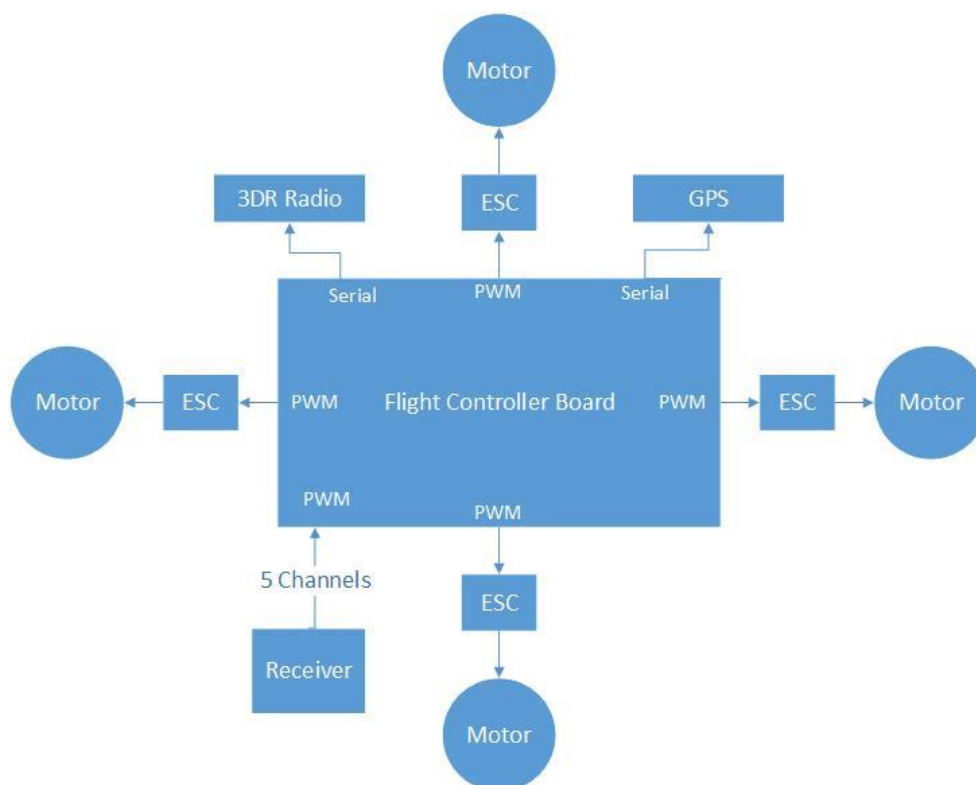 Motor
3DR Radio
ESC
GPS
Serial
PWM
Serial
Motor
ESC
PWM
Flight Controller Board
PWM
ESC
Motor
PWM
PWM
5 Channels
ESC
Receiver
Motor